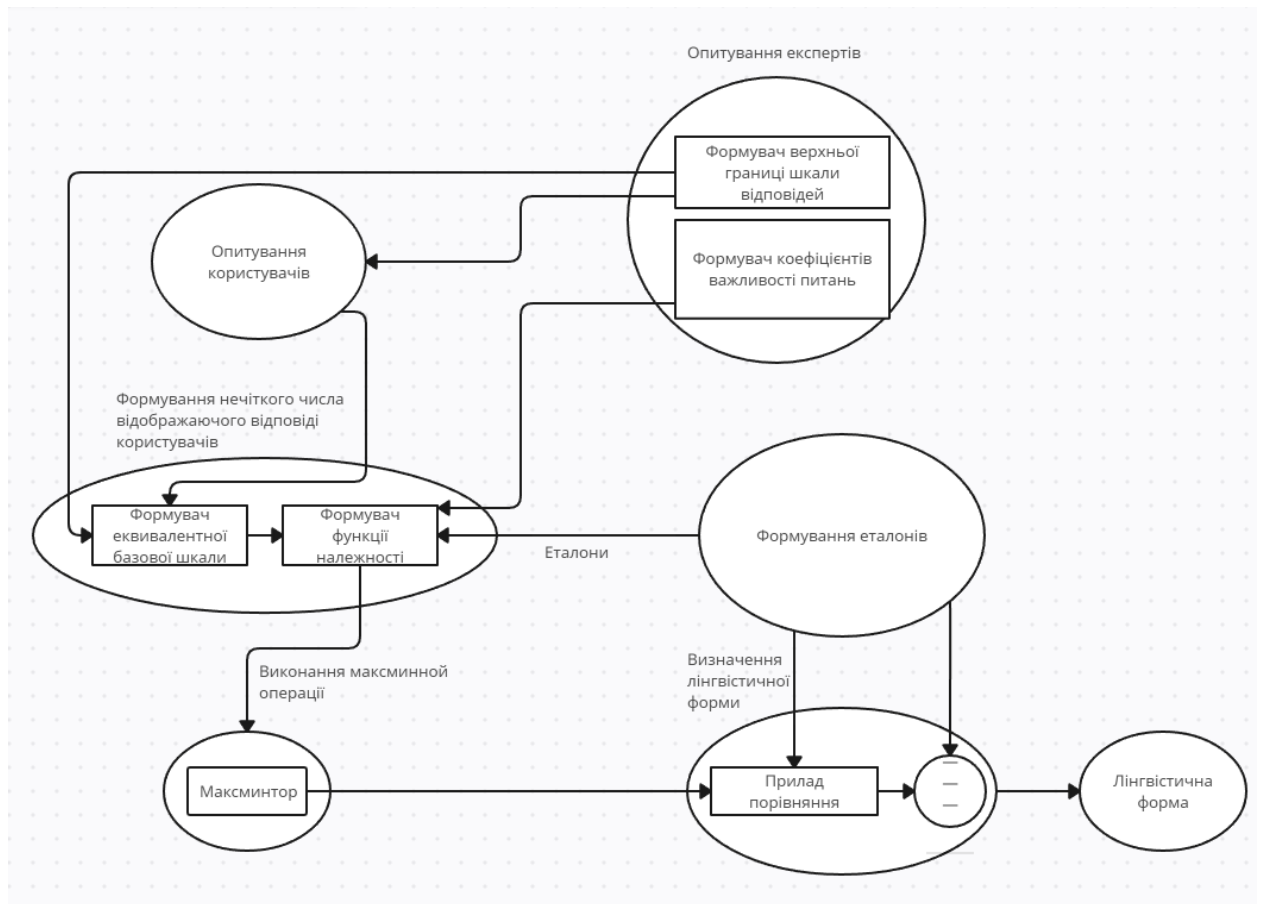 Опитування експертів
Формувач верхньої
границі шкали
відповідей
Опитування
користувачів
Формувач коефіцієнтів
важливості питань
Формування нечіткого числа
відображаючого відповіді
користувачів
Формувач
еквивалентної
базової шкали
Формувач
функції
належності
Еталони
Формування еталонів
Виконання максминной
операції
Визначення
лінгвістичної
форми
Максминтор
Прилад
порівняння
—
—
—
Лінгвістична
форма